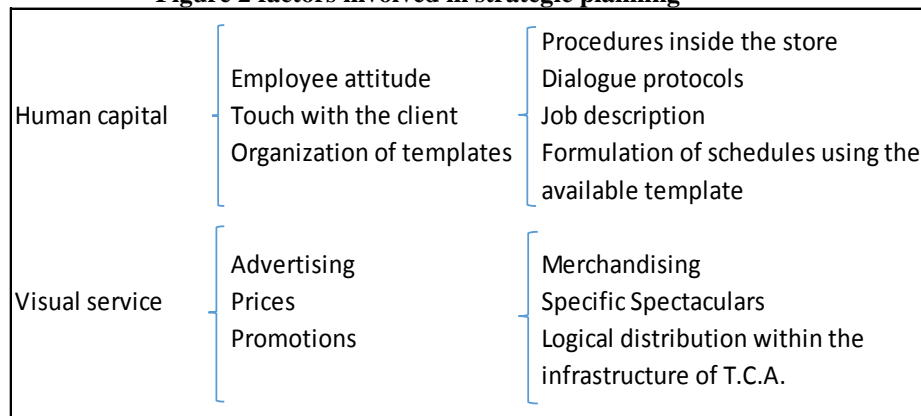 Figure 2 factors involved in strategic planning
Human capital
Employee attitude
Touch with the client
Organization of templates
Procedures inside the store
Dialogue protocols
Job description
Formulation of schedules using the
available template
Visual service
Advertising
Prices
Promotions
Merchandising
Specific Spectaculars
Logical distribution within the
infrastructure of T.C.A.